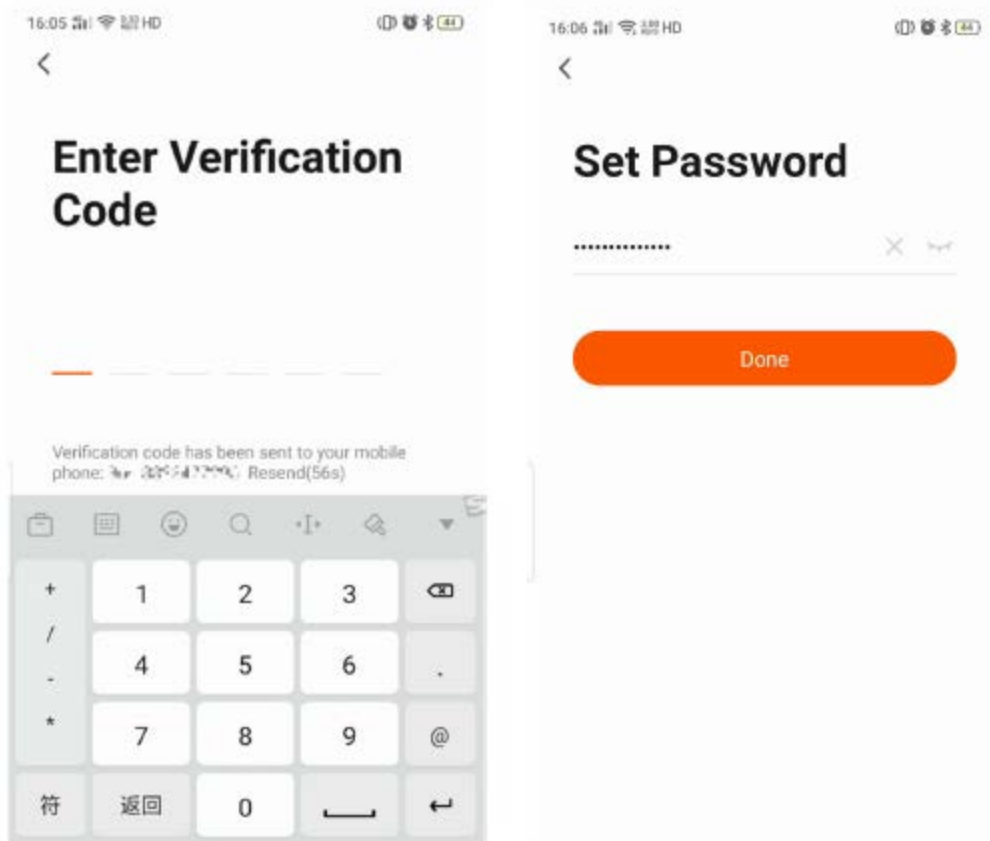 16:05 HD
44
Enter Verification
Code
Verification code has been sent to your mobile
phone: Resend(56s)
+
1
2
3
/
4
5
6
.
-
*
7
8
9
@
符
返回
0
16:06 HD
44
Set Password
••••••••••••••
Done